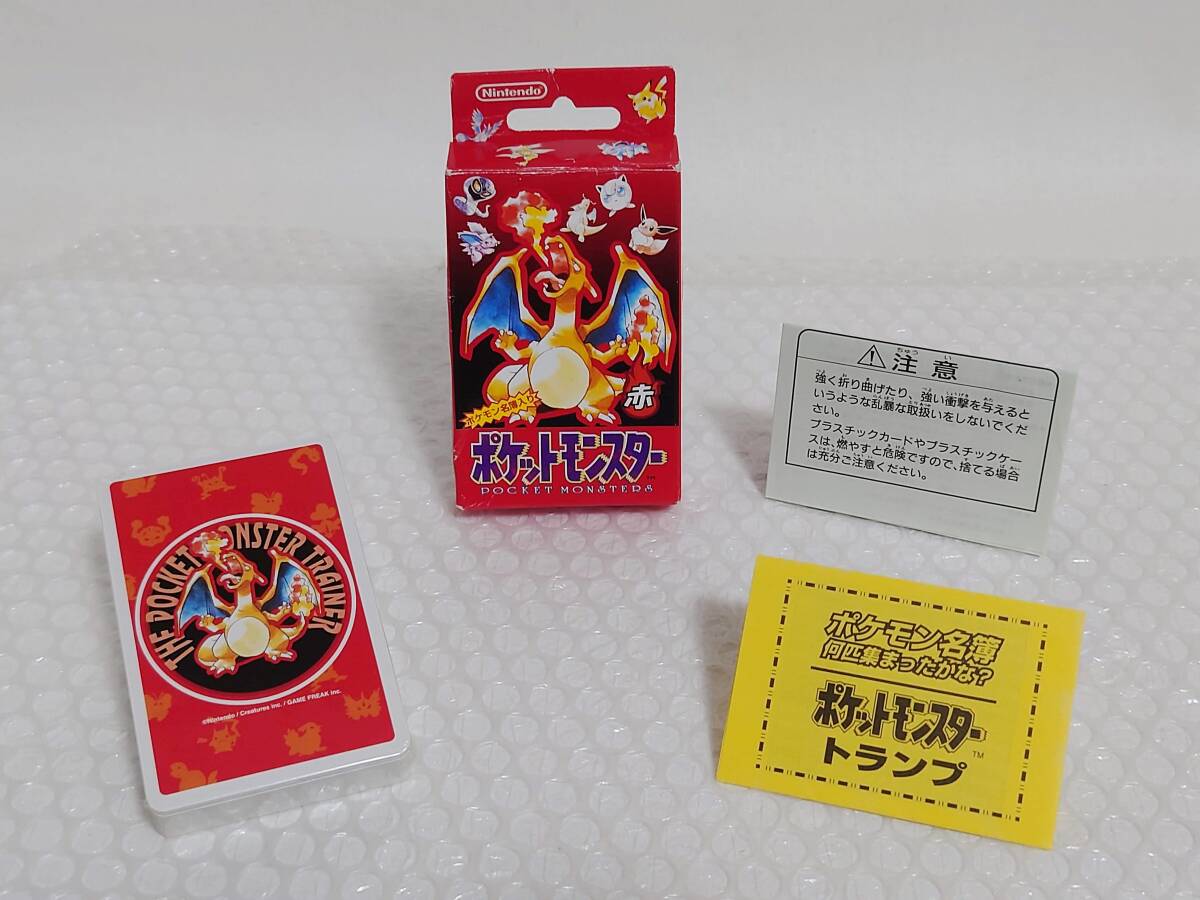 Nintendo
ポケモン名簿入り
赤
ポケットモンスター
™
POCKET MONSTERS
THE POCKET MONSTER TRAINER
©Nintendo / Creatures inc. / GAME FREAK inc.
ちゅう い
⚠注意
強く折り曲げたり、強い衝撃を与えると
いうような乱暴な取扱いをしないでくだ
さい。
プラスチックカードやプラスチックケー
スは、燃やすと危険ですので、捨てる場合
は充分ご注意ください。
ポケモン名簿
何匹集まったかな?
ポケットモンスター
™
トランプ